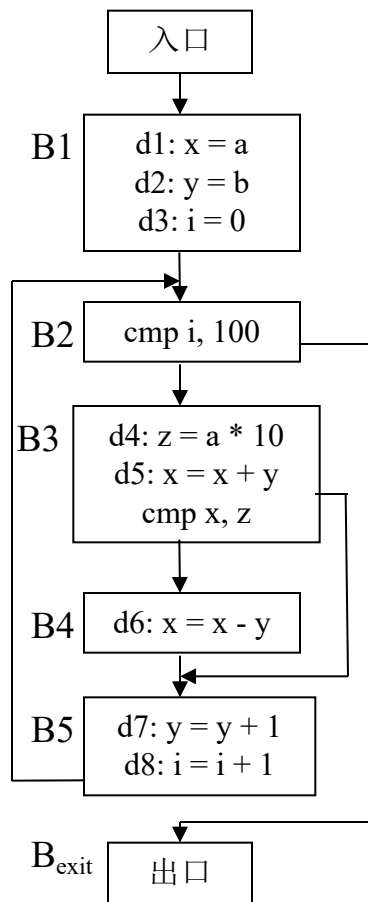 入口
B1
d1: x = a
d2: y = b
d3: i = 0
B2
cmp i, 100
B3
d4: z = a * 10
d5: x = x + y
cmp x, z
B4
d6: x = x - y
B5
d7: y = y + 1
d8: i = i + 1
Bexit
出口